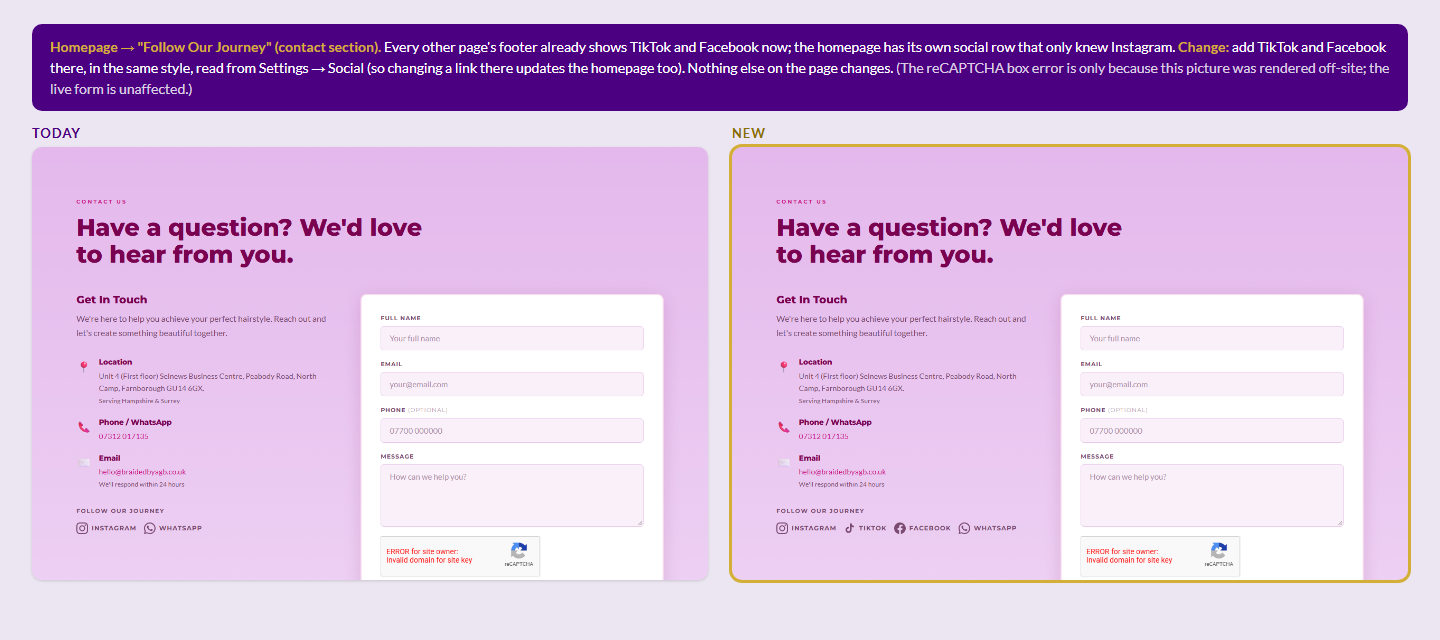 Homepage → "Follow Our Journey" (contact section). Every other page's footer already shows TikTok and Facebook now; the homepage has its own social row that only knew Instagram. Change: add TikTok and Facebook
there, in the same style, read from Settings → Social (so changing a link there updates the homepage too). Nothing else on the page changes. (The reCAPTCHA box error is only because this picture was rendered off-site; the
live form is unaffected.)
TODAY
CONTACT US
Have a question? We'd love
to hear from you.
Get In Touch
We're here to help you achieve your perfect hairstyle. Reach out and
let's create something beautiful together.
Location
Unit 4 (First floor) Selnews Business Centre, Peabody Road, North
Camp, Farnborough GU14 6GX.
Serving Hampshire & Surrey
Phone / WhatsApp
07312 017135
Email
hello@braidedbyagb.co.uk
We'll respond within 24 hours
FOLLOW OUR JOURNEY
INSTAGRAM WHATSAPP
FULL NAME
Your full name
EMAIL
your@email.com
PHONE (OPTIONAL)
07700 000000
MESSAGE
How can we help you?
ERROR for site owner:
Invalid domain for site key
reCAPTCHA
NEW
CONTACT US
Have a question? We'd love
to hear from you.
Get In Touch
We're here to help you achieve your perfect hairstyle. Reach out and
let's create something beautiful together.
Location
Unit 4 (First floor) Selnews Business Centre, Peabody Road, North
Camp, Farnborough GU14 6GX.
Serving Hampshire & Surrey
Phone / WhatsApp
07312 017135
Email
hello@braidedbyagb.co.uk
We'll respond within 24 hours
FOLLOW OUR JOURNEY
INSTAGRAM TIKTOK FACEBOOK WHATSAPP
FULL NAME
Your full name
EMAIL
your@email.com
PHONE (OPTIONAL)
07700 000000
MESSAGE
How can we help you?
ERROR for site owner:
Invalid domain for site key
reCAPTCHA